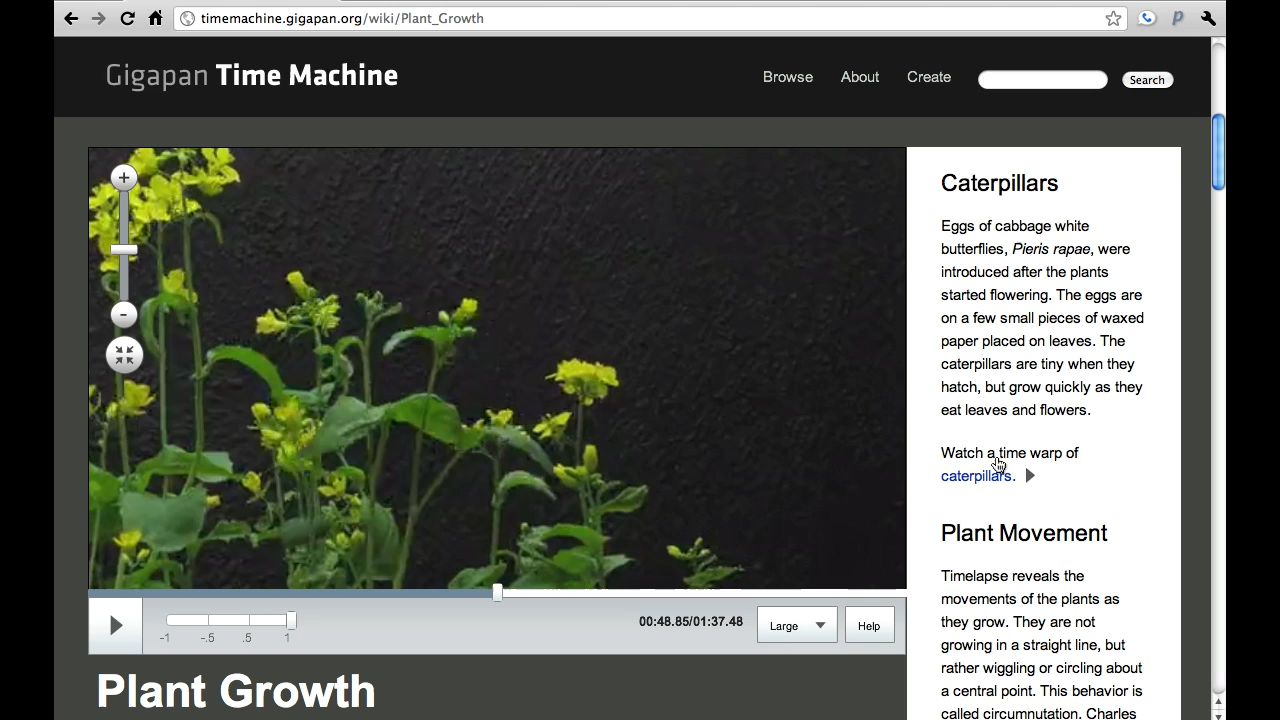 timemachine.gigapan.org/wiki/Plant_Growth
Gigapan Time Machine
Browse About Create Search
Caterpillars
Eggs of cabbage white
butterflies, Pieris rapae, were
introduced after the plants
started flowering. The eggs are
on a few small pieces of waxed
paper placed on leaves. The
caterpillars are tiny when they
hatch, but grow quickly as they
eat leaves and flowers.
Watch a time warp of
caterpillars.
Plant Movement
Timelapse reveals the
movements of the plants as
they grow. They are not
growing in a straight line, but
rather wiggling or circling about
a central point. This behavior is
called circumnutation. Charles
-1 -.5 .5 1
00:48.85/01:37.48
Large
Help
Plant Growth